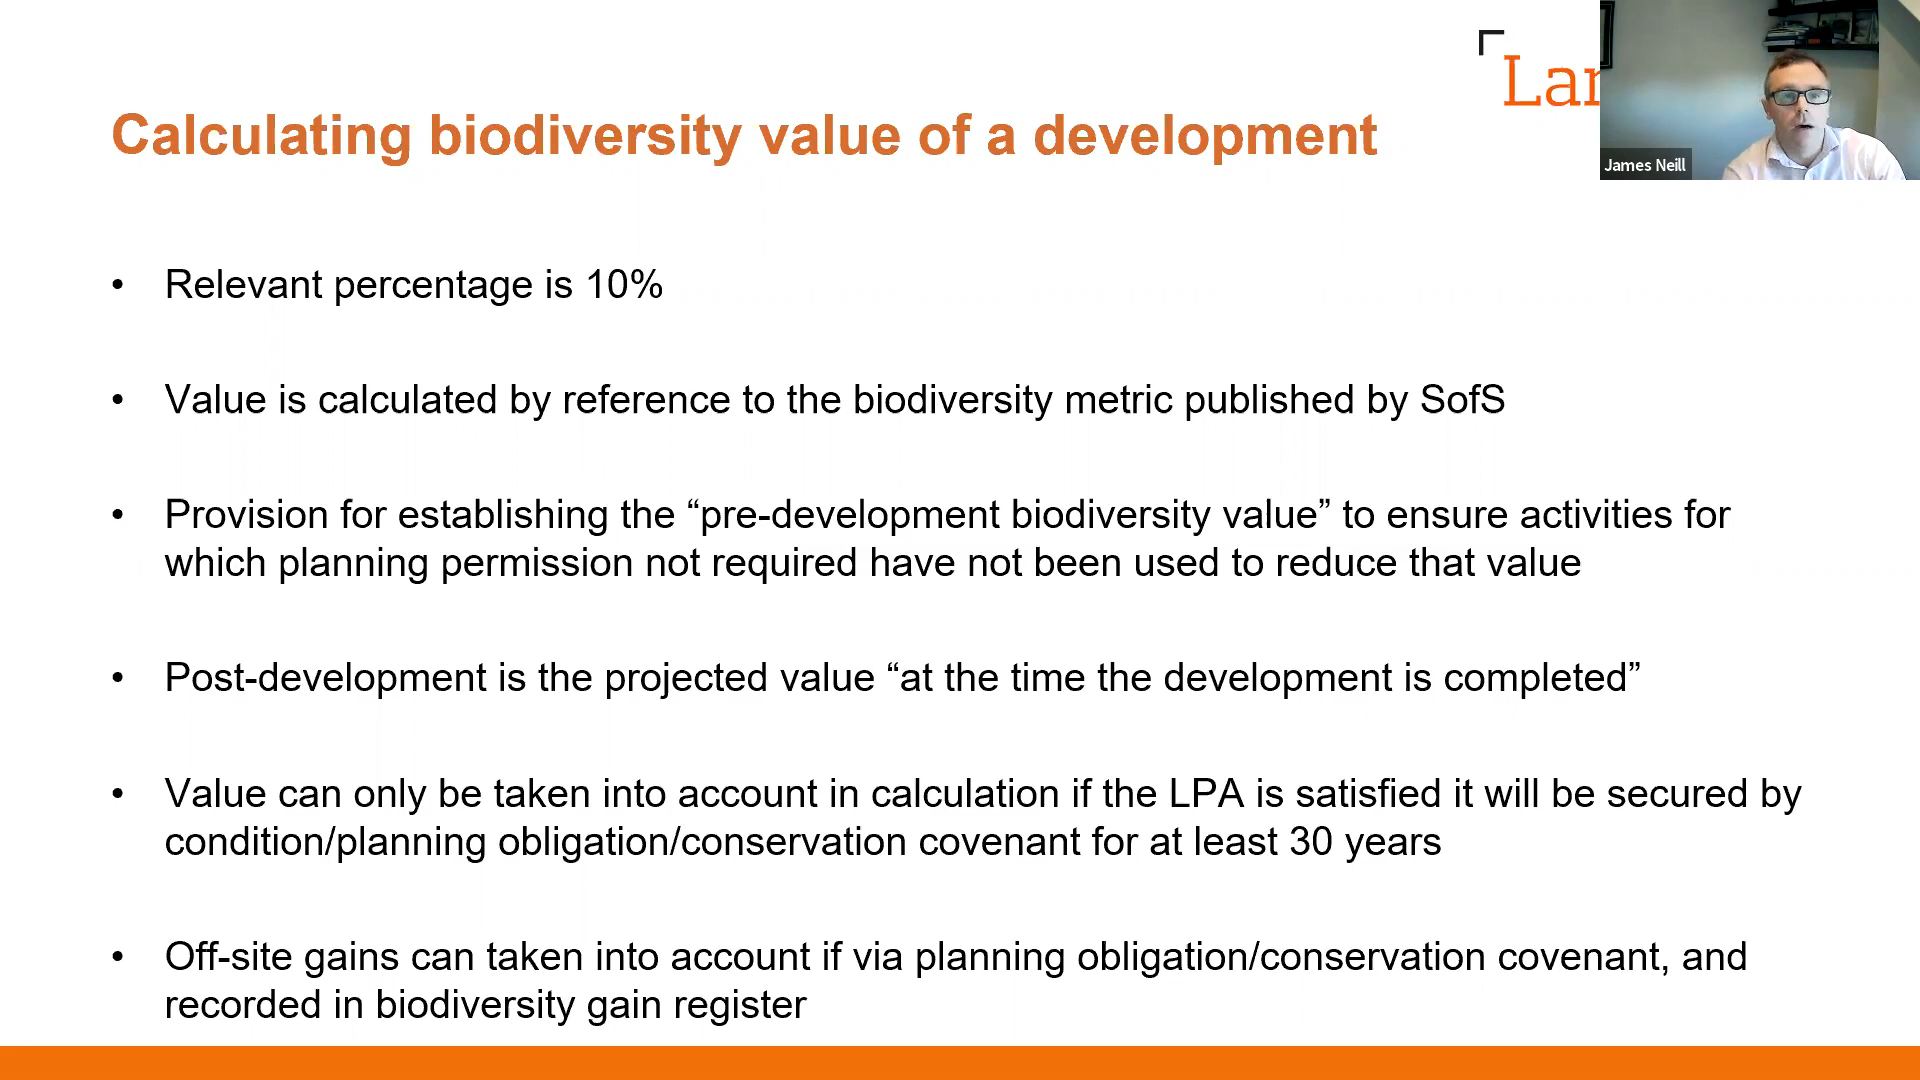 Lan
James Neill
Calculating biodiversity value of a development
• Relevant percentage is 10%
• Value is calculated by reference to the biodiversity metric published by SofS
• Provision for establishing the “pre-development biodiversity value” to ensure activities for
which planning permission not required have not been used to reduce that value
• Post-development is the projected value “at the time the development is completed”
• Value can only be taken into account in calculation if the LPA is satisfied it will be secured by
condition/planning obligation/conservation covenant for at least 30 years
• Off-site gains can taken into account if via planning obligation/conservation covenant, and
recorded in biodiversity gain register